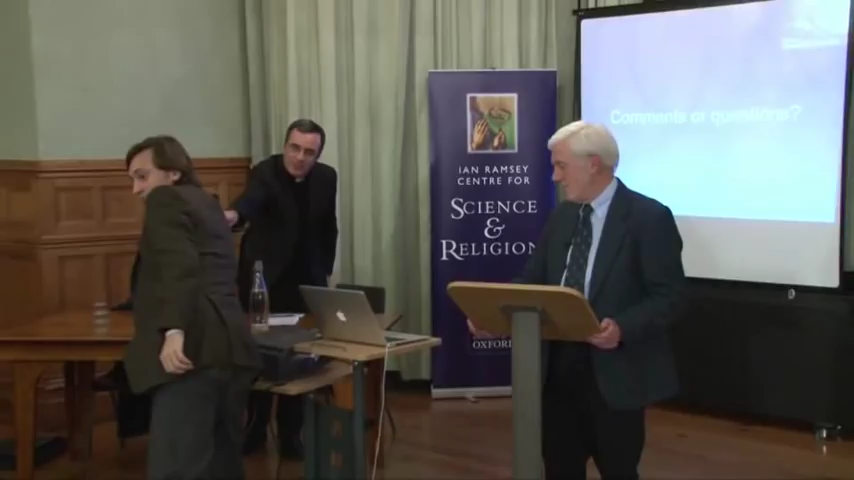 Comments or questions?
IAN RAMSEY
CENTRE FOR
SCIENCE
&
RELIGION
OXFORD